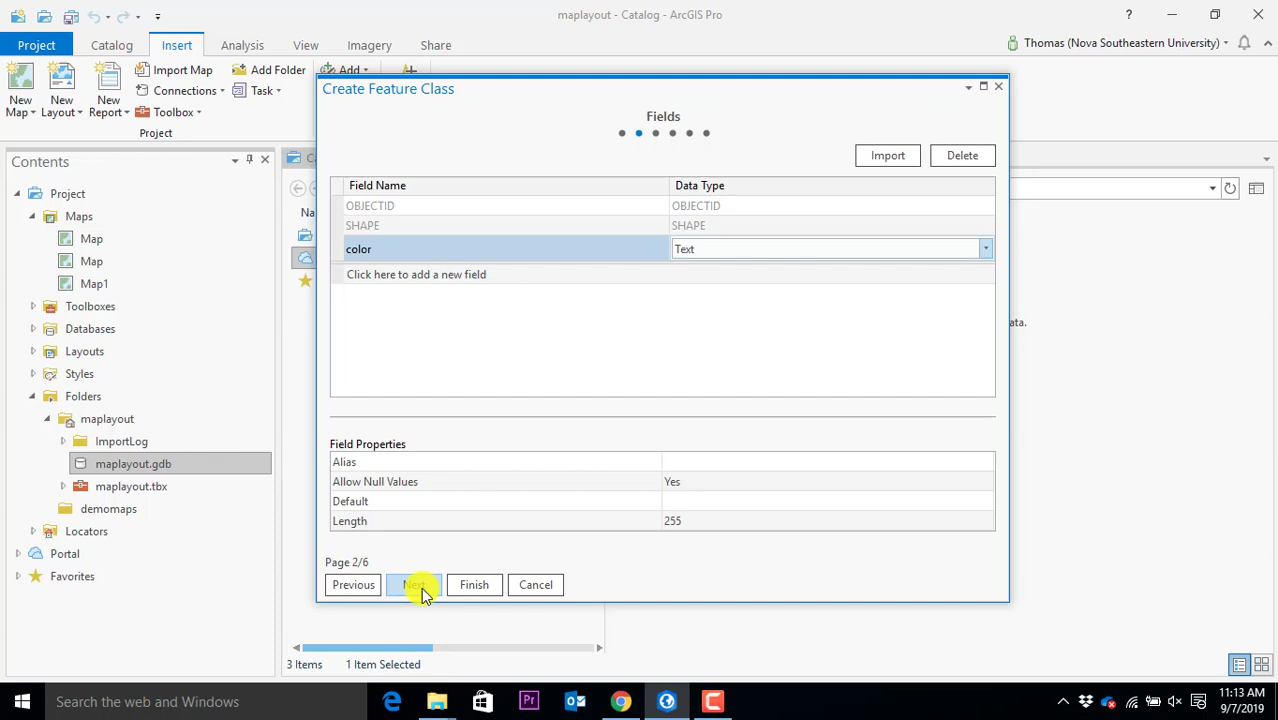 maplayout - Catalog - ArcGIS Pro
?
Project
Catalog
Insert
Analysis
View
Imagery
Share
Thomas (Nova Southeastern University)
New Map
New Layout
New Report
Import Map
Connections
Toolbox
Add Folder
Task
Add
Project
Create Feature Class
Fields
Import
Delete
Field Name
Data Type
OBJECTID
OBJECTID
SHAPE
SHAPE
color
Text
Click here to add a new field
Field Properties
Alias
Allow Null Values
Yes
Default
Length
255
Page 2/6
Previous
Next
Finish
Cancel
Contents
Project
Maps
Map
Map
Map1
Toolboxes
Databases
Layouts
Styles
Folders
maplayout
ImportLog
maplayout.gdb
maplayout.tbx
demomaps
Locators
Portal
Favorites
ata.
3 Items
1 Item Selected
Search the web and Windows
Pr
11:13 AM
9/7/2019